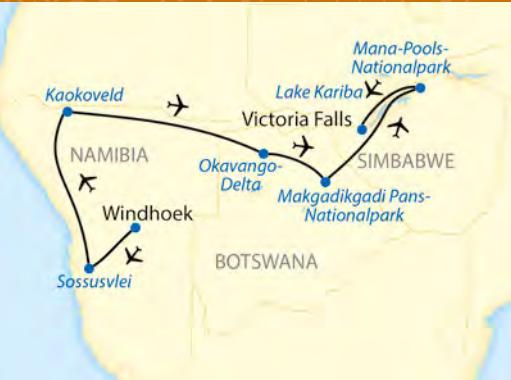 Mana-Pools-
Nationalpark
Kaokoveld
Lake Kariba
Victoria Falls
NAMIBIA
Okavango-
Delta
SIMBABWE
Makgadikgadi Pans-
Nationalpark
Windhoek
BOTSWANA
Sossusvlei